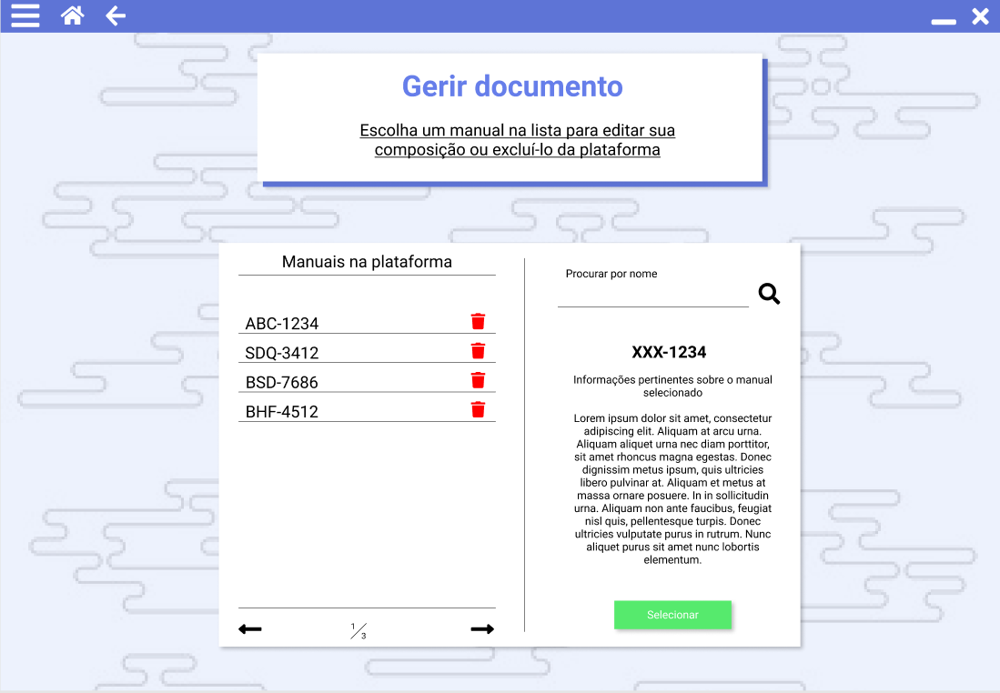 Gerir documento
Escolha um manual na lista para editar sua
composição ou excluí-lo da plataforma
Manuais na plataforma
ABC-1234
SDQ-3412
BSD-7686
BHF-4512
1/3
Procurar por nome
XXX-1234
Informações pertinentes sobre o manual
selecionado
Lorem ipsum dolor sit amet, consectetur
adipiscing elit. Aliquam at arcu urna.
Aliquam aliquet urna nec diam porttitor,
sit amet rhoncus magna egestas. Donec
dignissim metus ipsum, quis ultricies
libero pulvinar at. Aliquam et metus at
massa ornare posuere. In in sollicitudin
urna. Aliquam non ante faucibus, feugiat
nisl quis, pellentesque turpis. Donec
ultricies vulputate purus in rutrum. Nunc
aliquet purus sit amet nunc lobortis
elementum.
Selecionar